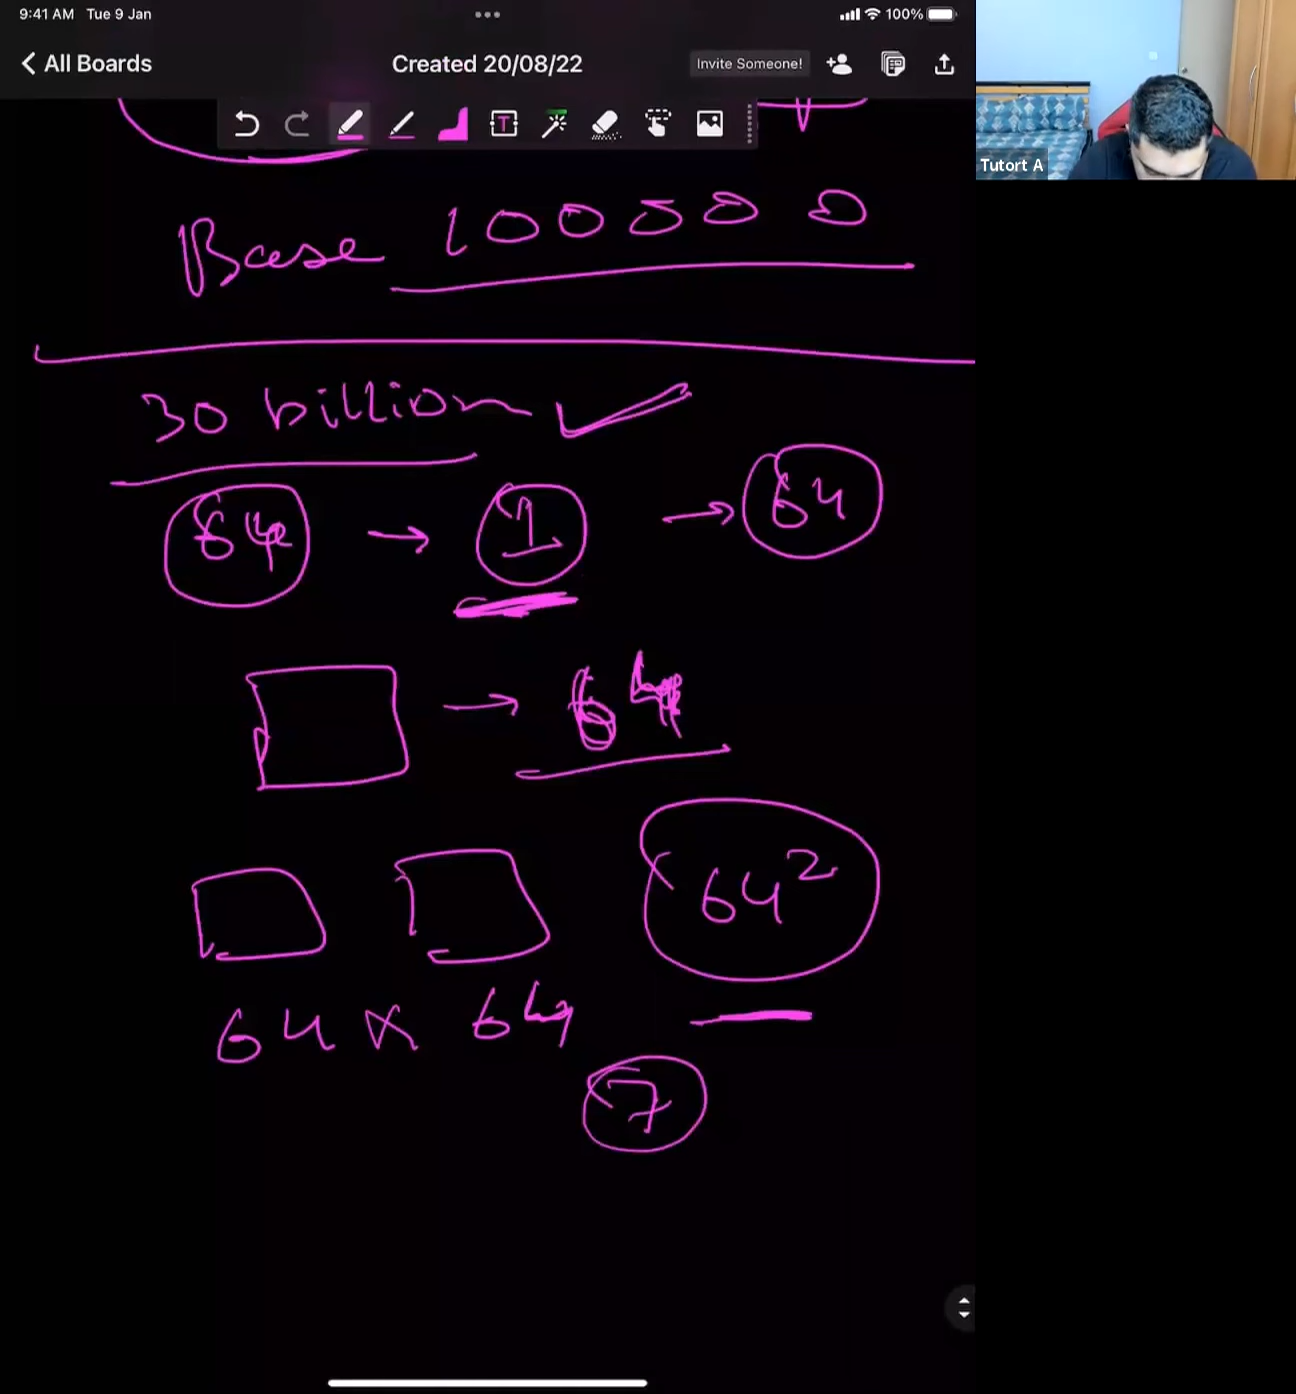 9:41 AM Tue 9 Jan
100%
All Boards
Created 20/08/22
Invite Someone!
T
Tutort A
Base 100000
30 billion
64 → 1 → 64
→ 64
64²
64 x 64
7